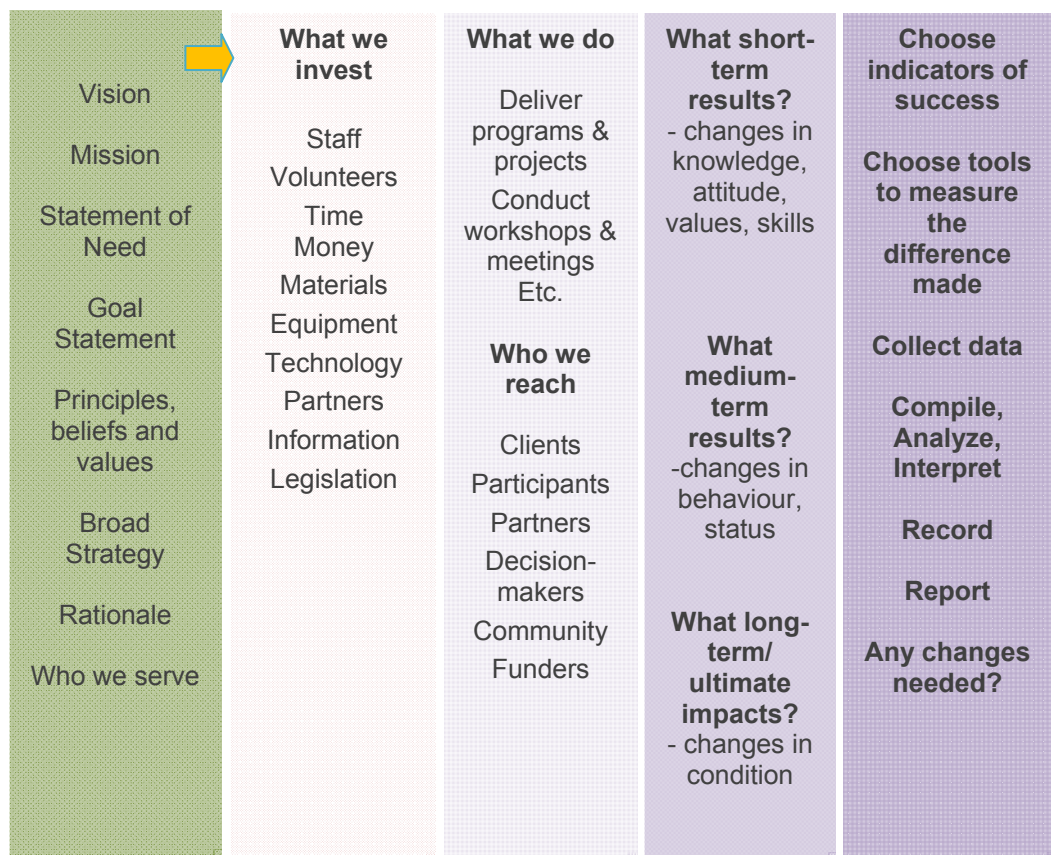 Vision
Mission
Statement of
Need
Goal
Statement
Principles,
beliefs and
values
Broad
Strategy
Rationale
Who we serve
What we
invest
Staff
Volunteers
Time
Money
Materials
Equipment
Technology
Partners
Information
Legislation
What we do
Deliver
programs &
projects
Conduct
workshops &
meetings
Etc.
Who we
reach
Clients
Participants
Partners
Decision-
makers
Community
Funders
What short-
term
results?
- changes in
knowledge,
attitude,
values, skills
What
medium-
term
results?
-changes in
behaviour,
status
What long-
term/
ultimate
impacts?
- changes in
condition
Choose
indicators of
success
Choose tools
to measure
the
difference
made
Collect data
Compile,
Analyze,
Interpret
Record
Report
Any changes
needed?